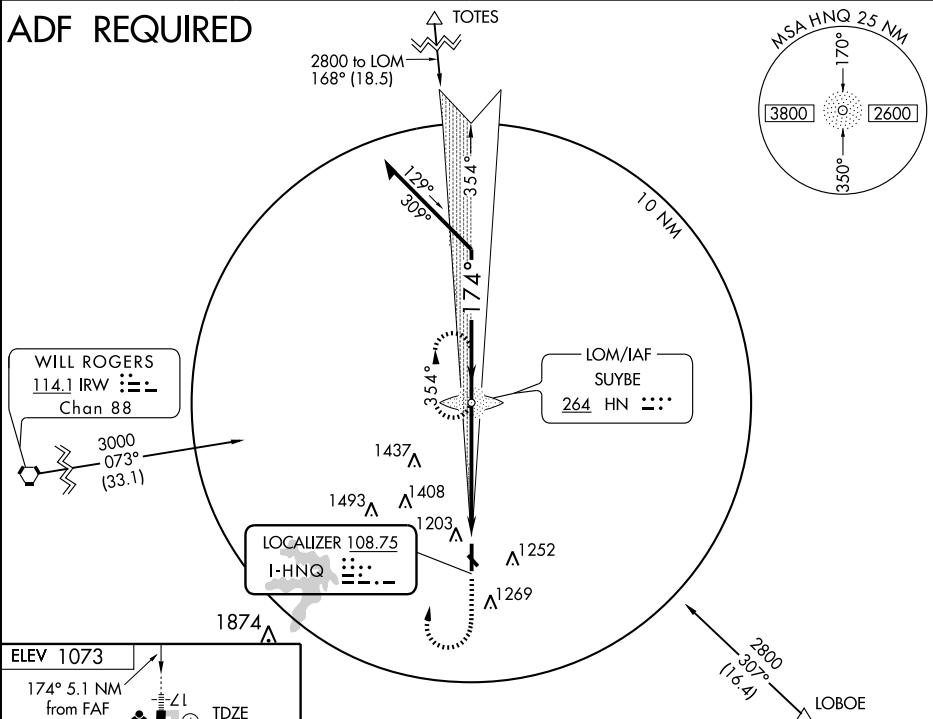 ADF REQUIRED
TOTES
2800 to LOM
168° (18.5)
MSA HNQ 25 NM
170°
3800
2600
350°
354°
129°
309°
10 NM
174°
WILL ROGERS
114.1 IRW
Chan 88
3000
073°
(33.1)
354°
LOM/IAF
SUYBE
264 HN
1437
1408
1493
1203
LOCALIZER 108.75
I-HNQ
1252
1269
1874
2800
307°
(16.4)
LOBOE
ELEV 1073
174° 5.1 NM
from FAF
17
TDZE